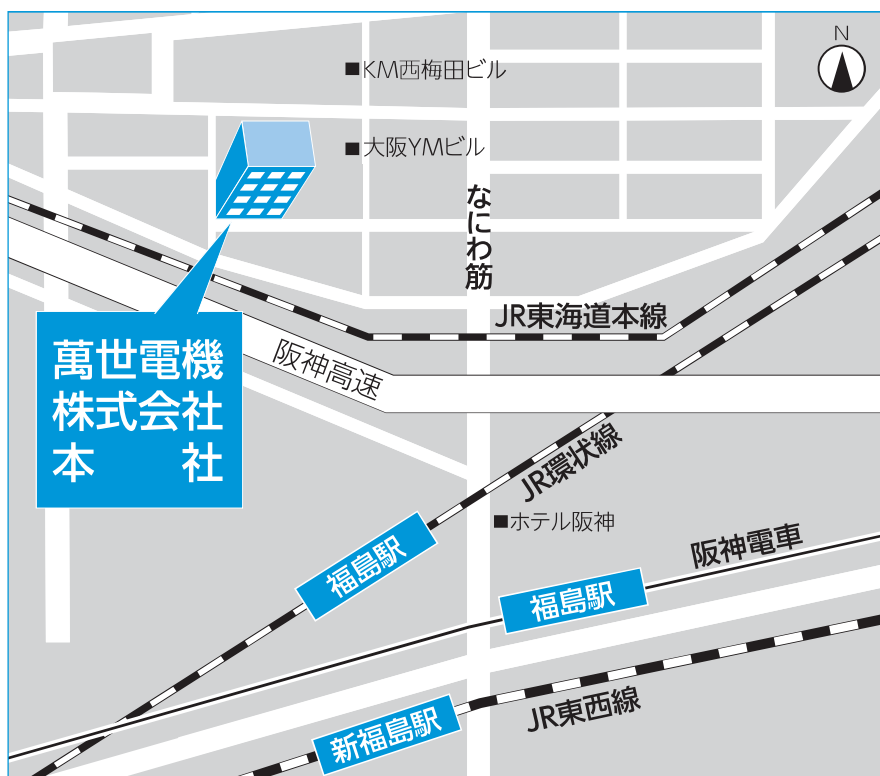 N
■KM西梅田ビル
■大阪YMビル
なにわ筋
JR東海道本線
萬世電機
株式会社
本 社
阪神高速
JR環状線
■ホテル阪神
福島駅
阪神電車
福島駅
JR東西線
新福島駅